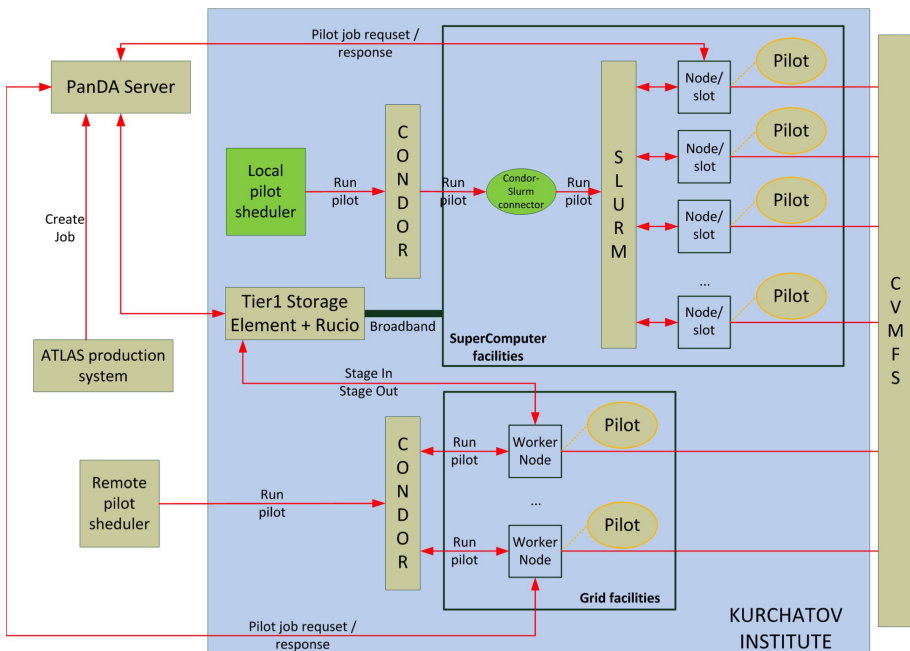 Pilot job requset /
response
PanDA Server
Node/
slot
Pilot
C
O
N
D
O
R
S
L
U
R
M
Node/
slot
Pilot
Local
pilot
sheduler
Run
pilot
Run
pilot
Condor-
Slurm
connector
Run
pilot
Node/
slot
Pilot
Create
Job
...
Node/
slot
Pilot
Tier1 Storage
Element + Rucio
Broadband
SuperComputer
facilities
C
V
M
F
S
ATLAS production
system
Stage In
Stage Out
C
O
N
D
O
R
Run
pilot
Worker
Node
Pilot
Remote
pilot
sheduler
Run
pilot
...
Run
pilot
Worker
Node
Pilot
Grid facilities
Pilot job requset /
response
KURCHATOV
INSTITUTE